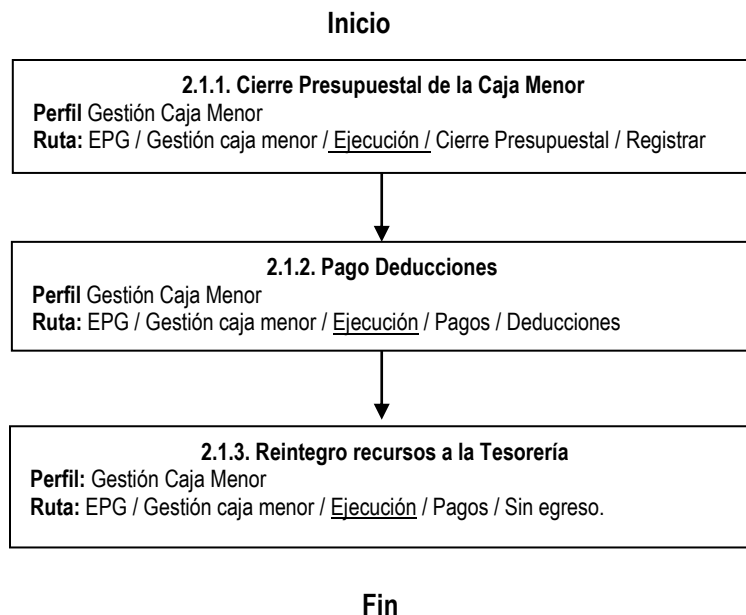 Inicio
2.1.1. Cierre Presupuestal de la Caja Menor
Perfil Gestión Caja Menor
Ruta: EPG / Gestión caja menor / Ejecución / Cierre Presupuestal / Registrar
2.1.2. Pago Deducciones
Perfil Gestión Caja Menor
Ruta: EPG / Gestión caja menor / Ejecución / Pagos / Deducciones
2.1.3. Reintegro recursos a la Tesorería
Perfil: Gestión Caja Menor
Ruta: EPG / Gestión caja menor / Ejecución / Pagos / Sin egreso.
Fin